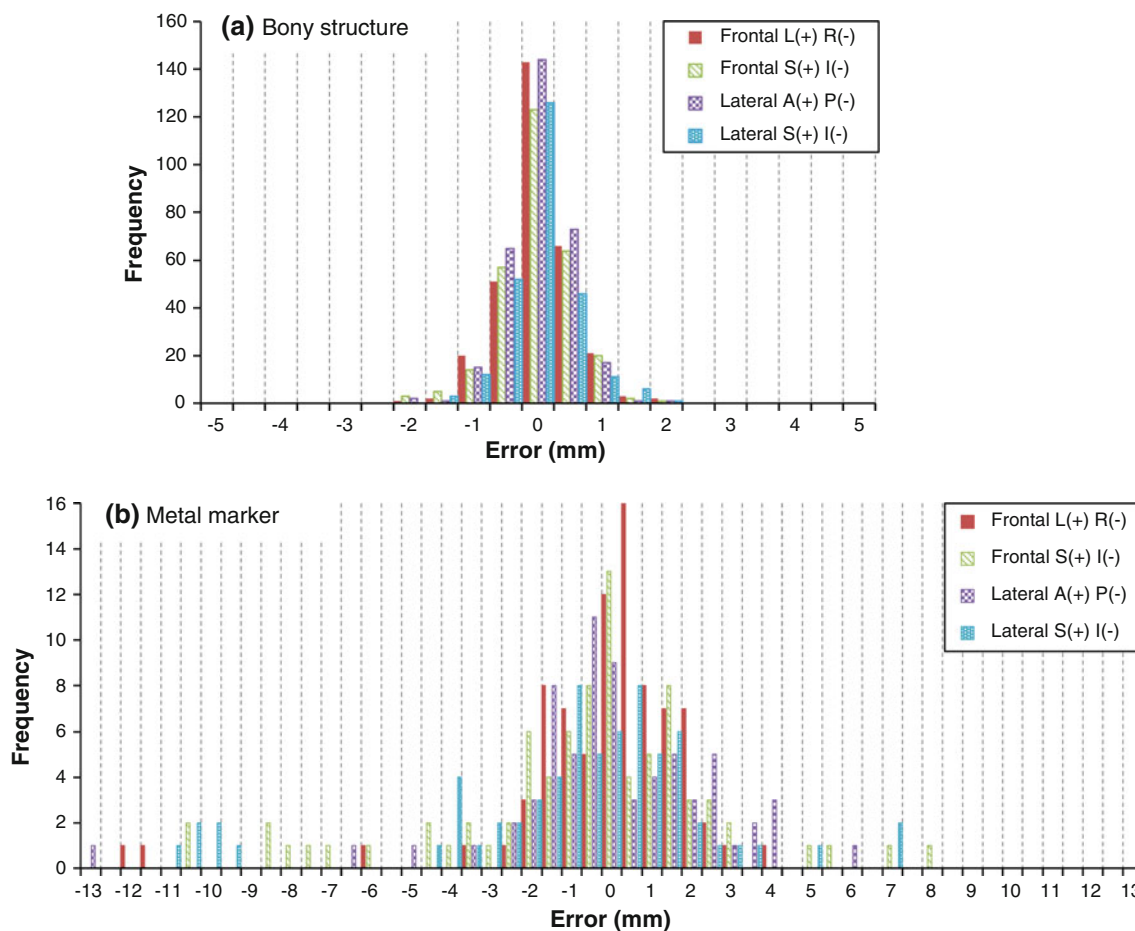 (a) Bony structure
Frequency
160
140
120
100
80
60
40
20
0
-5 -4 -3 -2 -1 0 1 2 3 4 5
Error (mm)
Frontal L(+) R(-)
Frontal S(+) I(-)
Lateral A(+) P(-)
Lateral S(+) I(-)
(b) Metal marker
Frequency
16
14
12
10
8
6
4
2
0
-13 -12 -11 -10 -9 -8 -7 -6 -5 -4 -3 -2 -1 0 1 2 3 4 5 6 7 8 9 10 11 12 13
Error (mm)
Frontal L(+) R(-)
Frontal S(+) I(-)
Lateral A(+) P(-)
Lateral S(+) I(-)